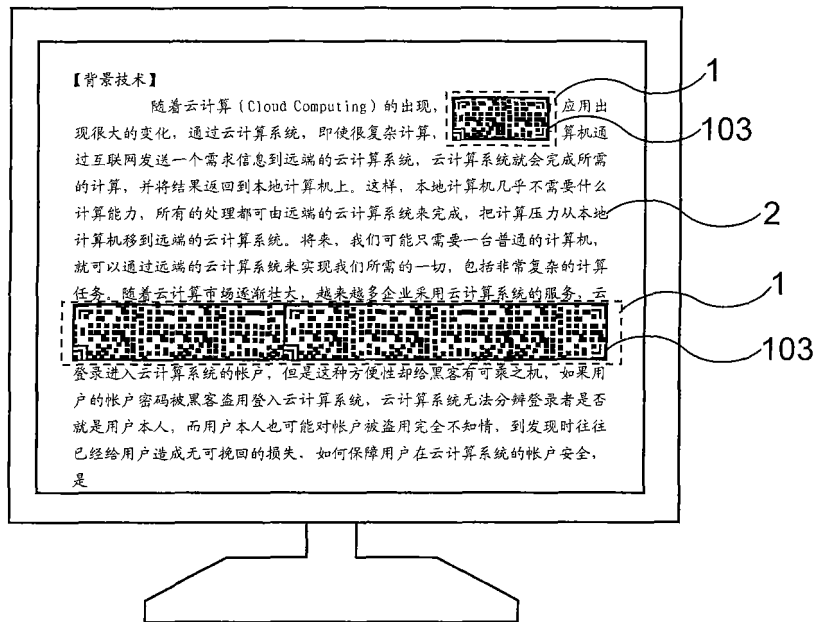 【背景技术】
随着云计算(Cloud Computing)的出现, 应用出
现很大的变化,通过云计算系统,即使很复杂计算, 算机通
过互联网发送一个需求信息到远端的云计算系统,云计算系统就会完成所需
的计算,并将结果返回到本地计算机上。这样,本地计算机几乎不需要什么
计算能力,所有的处理都可由远端的云计算系统来完成,把计算压力从本地
计算机移到远端的云计算系统。将来,我们可能只需要一台普通的计算机,
就可以通过远端的云计算系统来实现我们所需的一切,包括非常复杂的计算
任务。随着云计算市场逐渐壮大,越来越多企业采用云计算系统的服务,云
登录进入云计算系统的帐户,但是这种方便性却给黑客有可乘之机,如果用
户的帐户密码被黑客盗用登入云计算系统,云计算系统无法分辨登录者是否
就是用户本人,而用户本人也可能对帐户被盗用完全不知情,到发现时往往
已经给用户造成无可挽回的损失,如何保障用户在云计算系统的帐户安全,
是
1
103
2
1
103